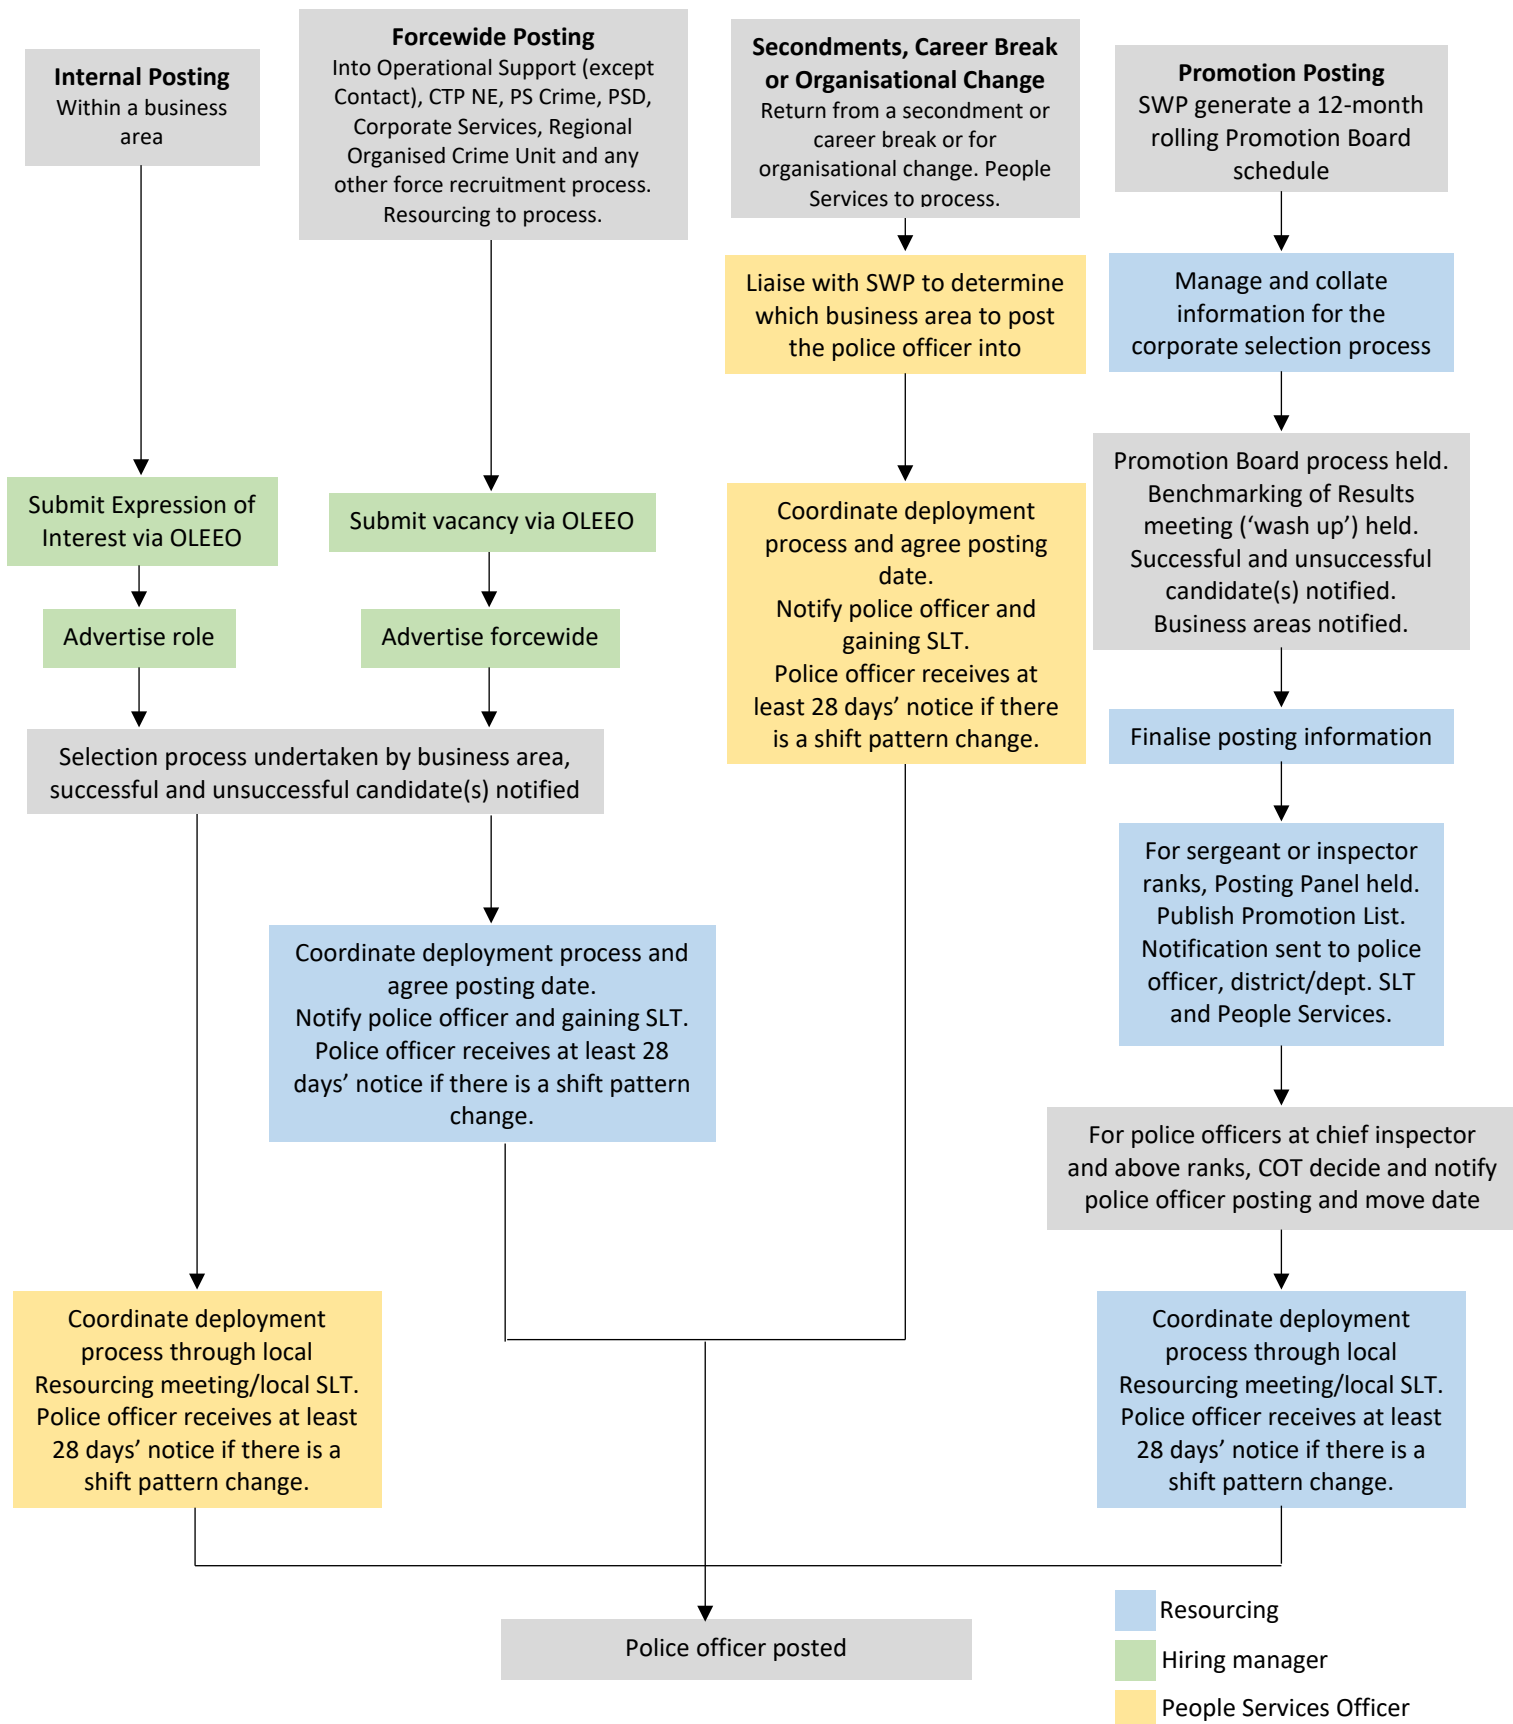 Internal Posting
Within a business
area
Forcewide Posting
Into Operational Support (except
Contact), CTP NE, PS Crime, PSD,
Corporate Services, Regional
Organised Crime Unit and any
other force recruitment process.
Resourcing to process.
Secondments, Career Break
or Organisational Change
Return from a secondment or
career break or for
organisational change. People
Services to process.
Promotion Posting
SWP generate a 12-month
rolling Promotion Board
schedule
Submit Expression of
Interest via OLEEO
Advertise role
Submit vacancy via OLEEO
Advertise forcewide
Selection process undertaken by business area,
successful and unsuccessful candidate(s) notified
Coordinate deployment process and
agree posting date.
Notify police officer and gaining SLT.
Police officer receives at least 28
days’ notice if there is a shift pattern
change.
Coordinate deployment
process through local
Resourcing meeting/local SLT.
Police officer receives at least
28 days’ notice if there is a
shift pattern change.
Liaise with SWP to determine
which business area to post
the police officer into
Coordinate deployment
process and agree posting
date.
Notify police officer and
gaining SLT.
Police officer receives at
least 28 days’ notice if there
is a shift pattern change.
Manage and collate
information for the
corporate selection process
Promotion Board process held.
Benchmarking of Results
meeting (‘wash up’) held.
Successful and unsuccessful
candidate(s) notified.
Business areas notified.
Finalise posting information
For sergeant or inspector
ranks, Posting Panel held.
Publish Promotion List.
Notification sent to police
officer, district/dept. SLT
and People Services.
For police officers at chief inspector
and above ranks, COT decide and notify
police officer posting and move date
Coordinate deployment
process through local
Resourcing meeting/local SLT.
Police officer receives at least
28 days’ notice if there is a
shift pattern change.
Police officer posted
Resourcing
Hiring manager
People Services Officer